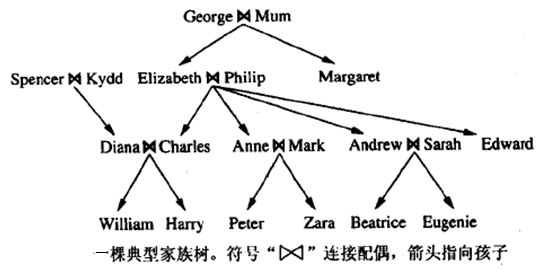 George ⋈ Mum
Spencer ⋈ Kydd Elizabeth ⋈ Philip Margaret
Diana ⋈ Charles Anne ⋈ Mark Andrew ⋈ Sarah Edward
William Harry Peter Zara Beatrice Eugenie
一棵典型家族树。符号“⋈”连接配偶，箭头指向孩子